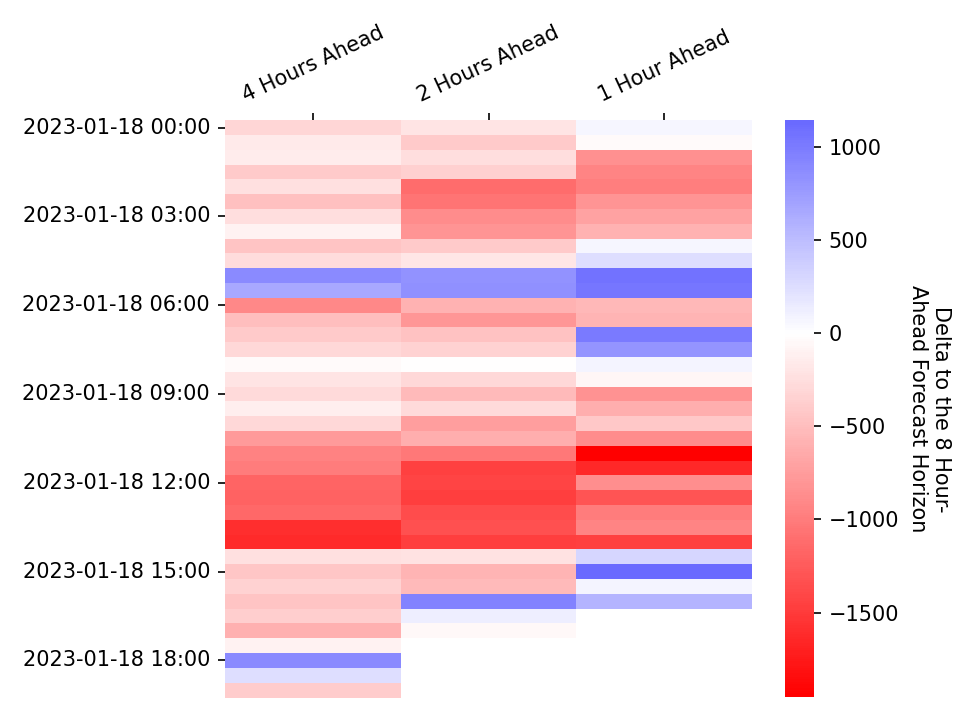 4 Hours Ahead
2 Hours Ahead
1 Hour Ahead
2023-01-18 00:00
2023-01-18 03:00
2023-01-18 06:00
2023-01-18 09:00
2023-01-18 12:00
2023-01-18 15:00
2023-01-18 18:00
1000
500
0
−500
−1000
−1500
Delta to the 8 Hour-
Ahead Forecast Horizon